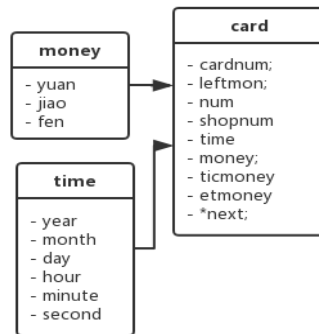 money
- yuan
- jiao
- fen
time
- year
- month
- day
- hour
- minute
- second
card
- cardnum;
- leftmon;
- num
- shopnum
- time
- money;
- ticmoney
- etmoney
- *next;